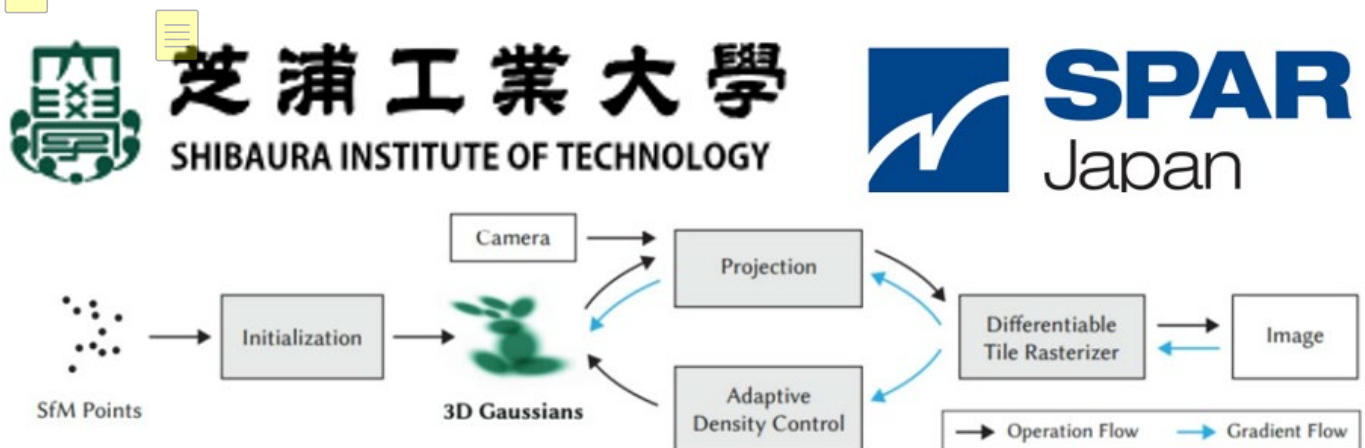 芝浦工業大學
SHIBAURA INSTITUTE OF TECHNOLOGY
SPAR
Japan
Camera
Projection
Initialization
Differentiable
Tile Rasterizer
Image
SfM Points
3D Gaussians
Adaptive
Density Control
Operation Flow
Gradient Flow